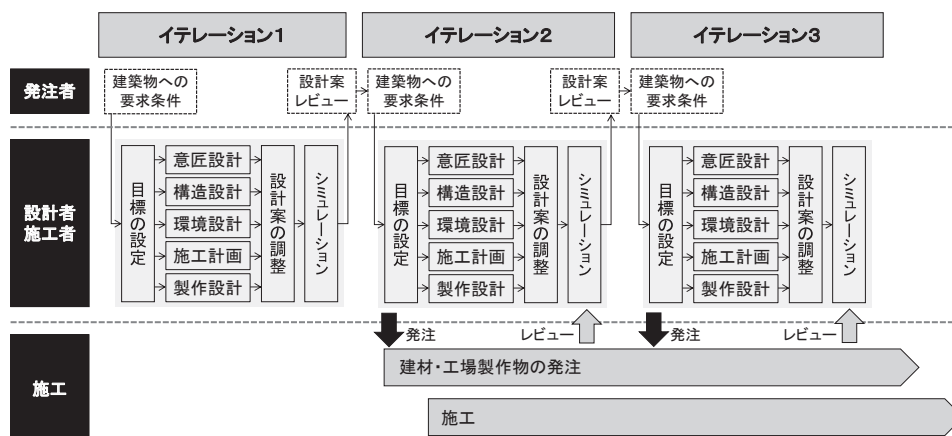 イテレーション1
イテレーション2
イテレーション3
発注者
建築物への
要求条件
設計案
レビュー
建築物への
要求条件
設計案
レビュー
建築物への
要求条件
設計者
施工者
目標の設定
意匠設計
構造設計
環境設計
施工計画
製作設計
設計案の調整
シミュレーション
目標の設定
意匠設計
構造設計
環境設計
施工計画
製作設計
設計案の調整
シミュレーション
目標の設定
意匠設計
構造設計
環境設計
施工計画
製作設計
設計案の調整
シミュレーション
発注
レビュー
発注
レビュー
施工
建材・工場製作物の発注
施工